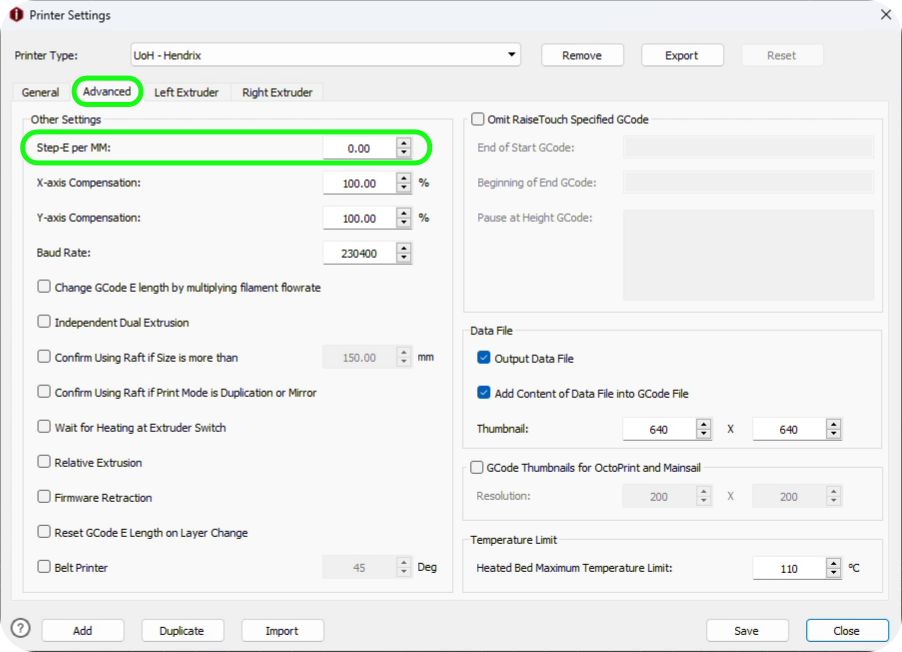 Printer Settings
Printer Type: UoH - Hendrix Remove Export Reset
General Advanced Left Extruder Right Extruder
Other Settings
Step-E per MM: 0.00
X-axis Compensation: 100.00 %
Y-axis Compensation: 100.00 %
Baud Rate: 230400
Change GCode E length by multiplying filament flowrate
Independent Dual Extrusion
Confirm Using Raft if Size is more than 150.00 mm
Confirm Using Raft if Print Mode is Duplication or Mirror
Wait for Heating at Extruder Switch
Relative Extrusion
Firmware Retraction
Reset GCode E Length on Layer Change
Belt Printer 45 Deg
Omit RaiseTouch Specified GCode
End of Start GCode:
Beginning of End GCode:
Pause at Height GCode:
Data File
Output Data File
Add Content of Data File into GCode File
Thumbnail: 640 X 640
GCode Thumbnails for OctoPrint and Mainsail
Resolution: 200 X 200
Temperature Limit
Heated Bed Maximum Temperature Limit: 110 °C
? Add Duplicate Import Save Close